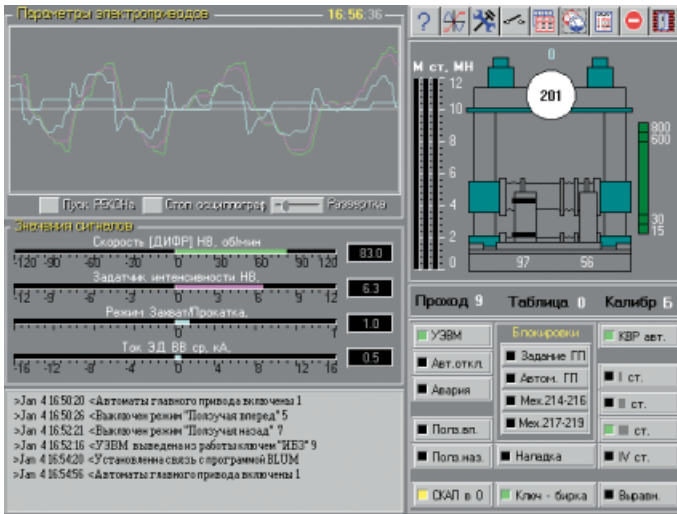 Параметры электроприводов 16:56:36
Пуск РЕКОНа Стоп осциллограф Развертка
Значения сигналов
Скорость [ДИФР] НВ, об/мин
-120 -90 -60 -30 0 30 60 90 120 83.0
Задатчик интенсивности НВ,
-12 -9 -6 -3 0 3 6 9 12 6.3
Режим Захват/Прокатка,
0 1 1.0
Ток ЭД ВВ ср, кА,
-16 -12 -8 -4 0 4 8 12 16 0.5
>Jan 4 16:50:20 <Автоматы главного привода включены 1
>Jan 4 16:50:26 <Выключен режим "Ползучая вперед" 5
>Jan 4 16:52:21 <Выключен режим "Ползучая назад" 7
>Jan 4 16:52:16 <УЭВМ выведена из работы ключем "ИБЗ" 9
>Jan 4 16:54:20 <Установленна связь с программой BLUM
>Jan 4 16:54:56 <Автоматы главного привода включены 1
?
М ст, МН
0
12
201
10
800
8
600
6
4
30
2
15
0
97 56
Проход 9 Таблица 0 Калибр Б
УЭВМ Блокировки КВР авт.
Авт.откл. Задание ГП
Автом. ГП I ст.
Авария Мех.214-216 II ст.
Полз.вп. Мех.217-219 III ст.
Полз.наз. Наладка IV ст.
СКАП в 0 Ключ - бирка Выравн.